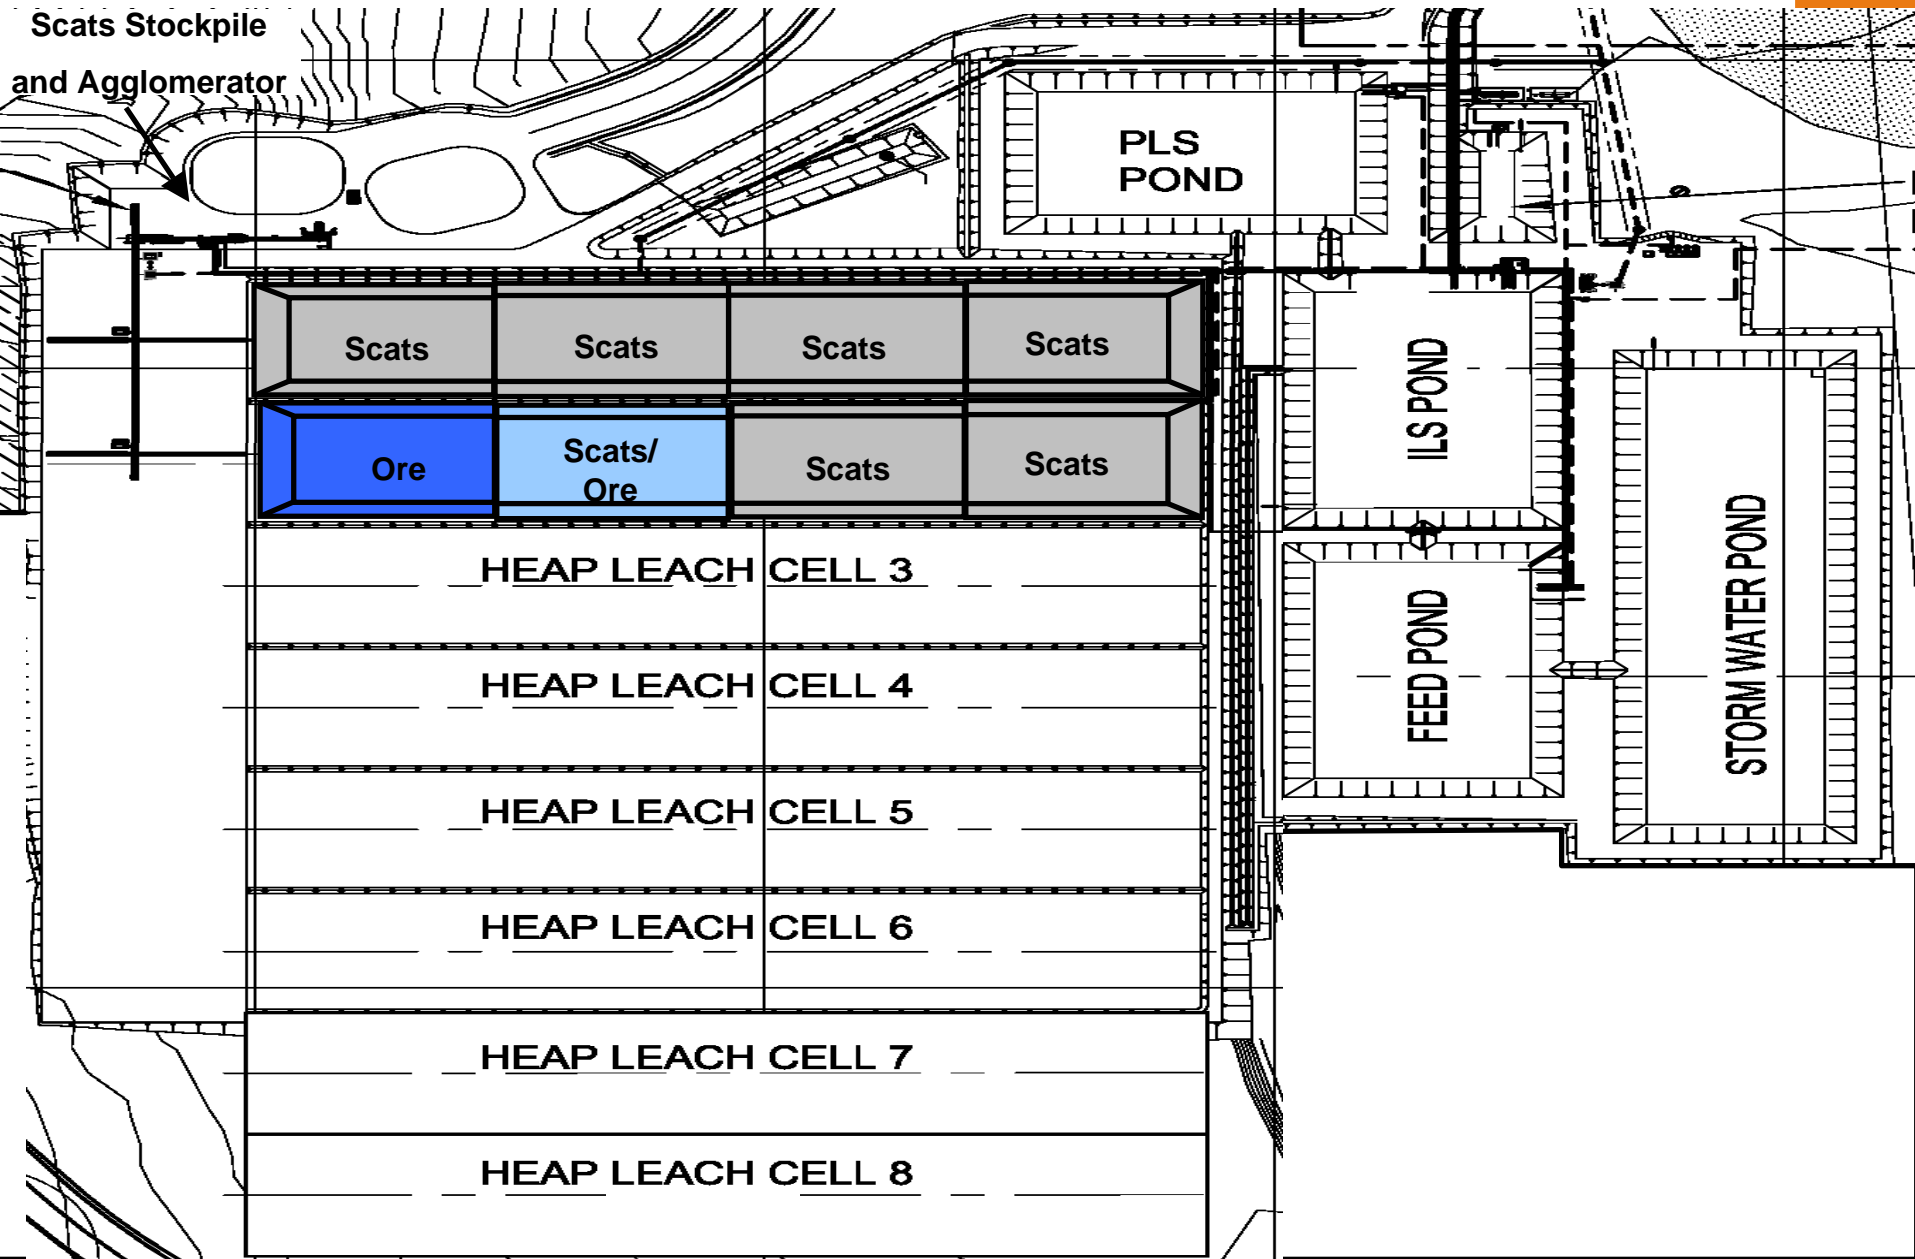 Scats Stockpile
and Agglomerator
PLS
POND
Scats
Scats
Scats
Scats
Ore
Scats/
Ore
Scats
Scats
ILS POND
FEED POND
STORM WATER POND
HEAP LEACH CELL 3
HEAP LEACH CELL 4
HEAP LEACH CELL 5
HEAP LEACH CELL 6
HEAP LEACH CELL 7
HEAP LEACH CELL 8